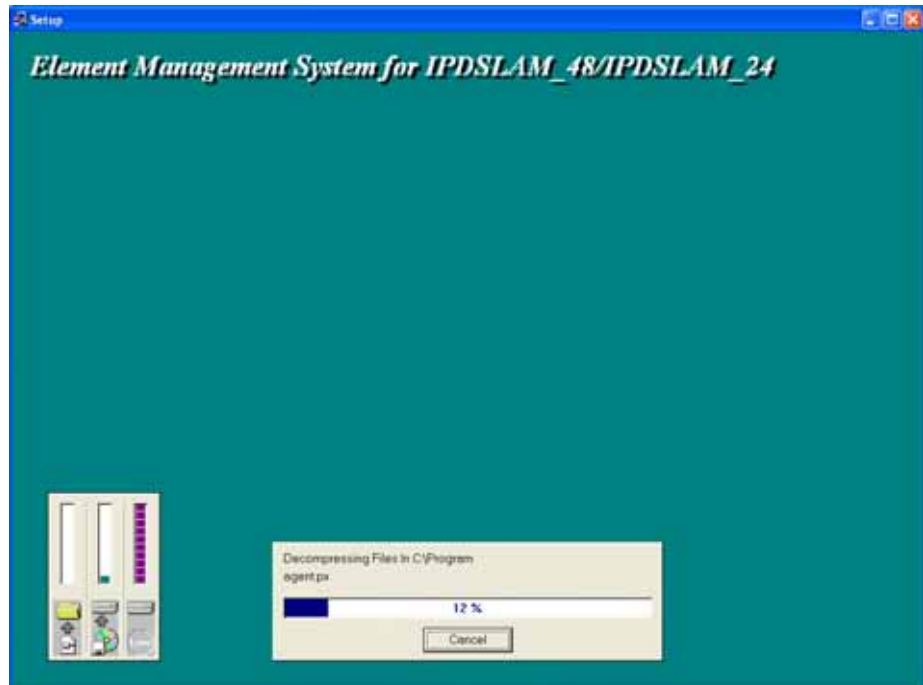 Setup
Element Management System for IPDSLAM_48/IPDSLAM_24
Decompressing Files In C:\Program
agent.px
12 %
Cancel